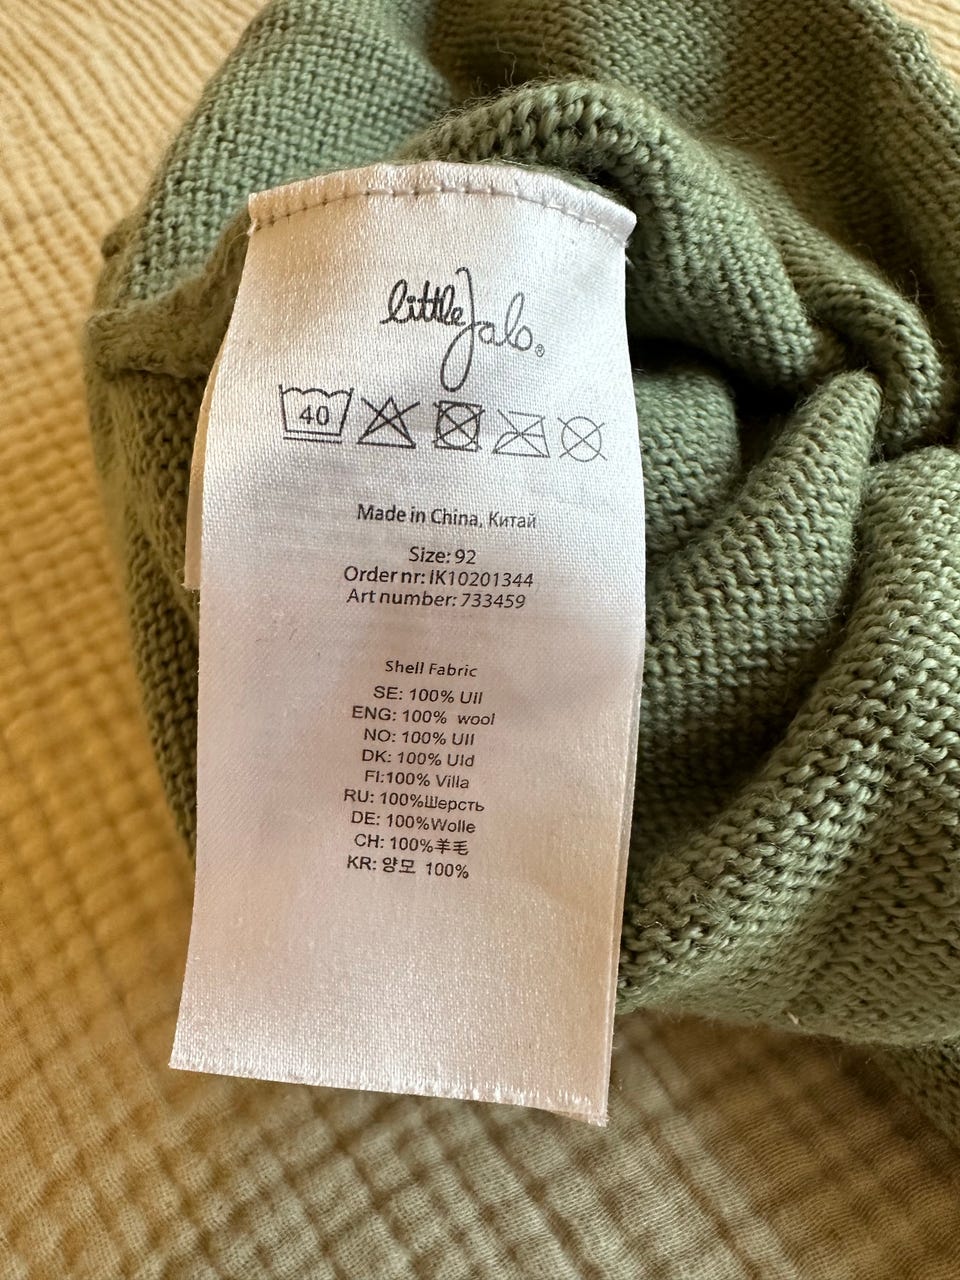 littleJalo®
40
Made in China, Китай
Size: 92
Order nr: IK10201344
Art number: 733459
Shell Fabric
SE: 100% Ull
ENG: 100% wool
NO: 100% Ull
DK: 100% Uld
FI:100% Villa
RU: 100%Шерсть
DE: 100%Wolle
CH: 100%羊毛
KR: 양모 100%